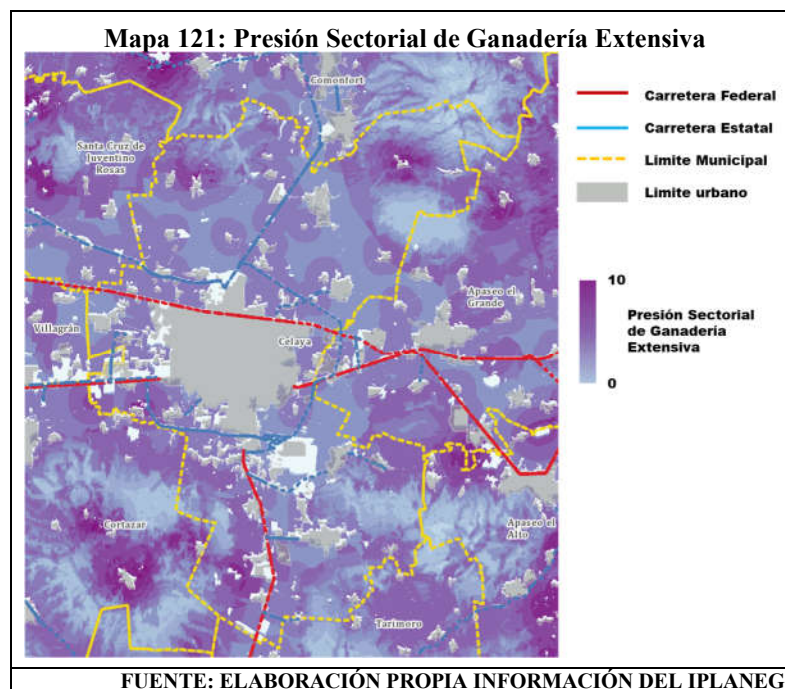 Mapa 121: Presión Sectorial de Ganadería Extensiva
Comonfort
Santa Cruz de
Juventino
Rosas
Apaseo el
Grande
Villagrán
Celaya
Cortazar
Apaseo el
Alto
Tarimoro
Carretera Federal
Carretera Estatal
Limite Municipal
Limite urbano
10
Presión Sectorial
de Ganadería
Extensiva
0
FUENTE: ELABORACIÓN PROPIA INFORMACIÓN DEL IPLANEG